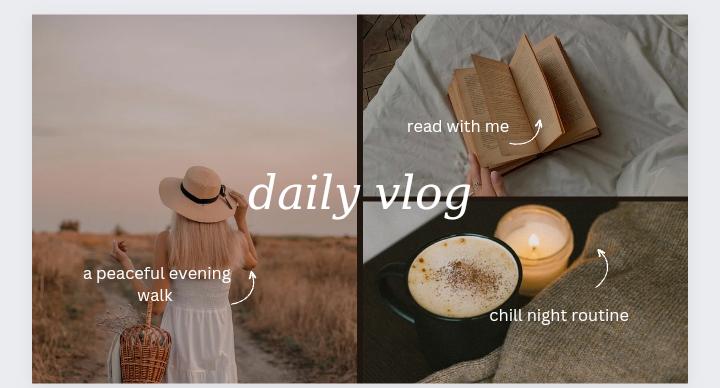 daily vlog
read with me
a peaceful evening
walk
chill night routine